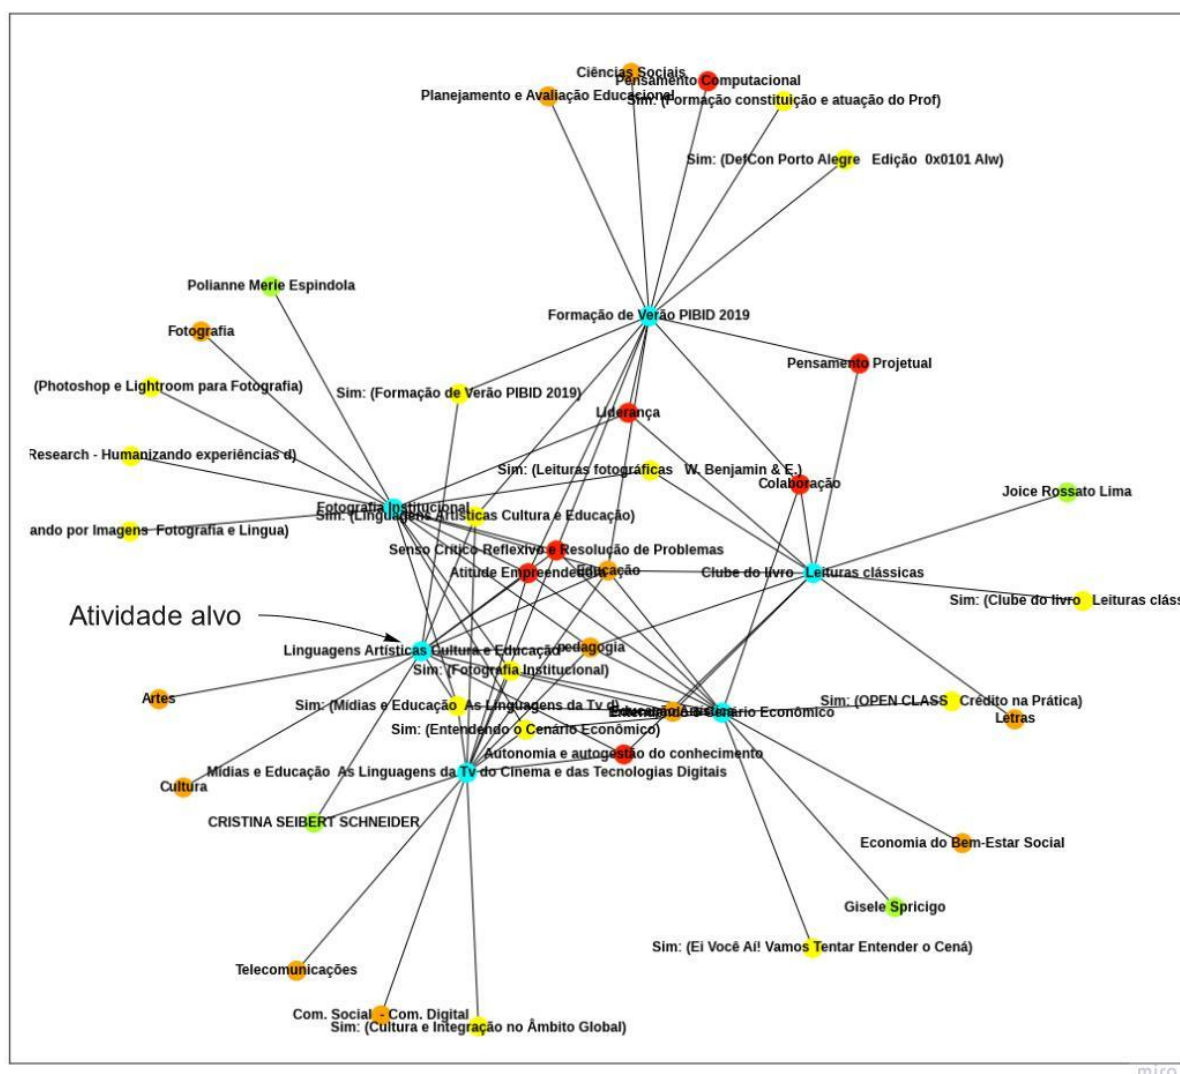 Ciências Sociais
Pensamento Computacional
Planejamento e Avaliação Educacional
Sim: (Formação constituição e atuação do Prof)
Sim: (DefCon Porto Alegre Edição 0x0101 Alw)
Polianne Merie Espindola
Formação de Verão PIBID 2019
Fotografia
Pensamento Projetual
(Photoshop e Lightroom para Fotografia)
Sim: (Formação de Verão PIBID 2019)
Liderança
Research - Humanizando experiências d)
Sim: (Leituras fotográficas W. Benjamin & E.)
Colaboração
Joice Rossato Lima
Fotografia Institucional
Sim: (Linguagens Artísticas Cultura e Educação)
ando por Imagens Fotografia e Lingua)
Senso Crítico-Reflexivo e Resolução de Problemas
Atitude Empreendedora
Educação
Clube do livro Leituras clássicas
Sim: (Clube do livro Leituras cláss
Atividade alvo
Linguagens Artísticas Cultura e Educação
pedagogia
Sim: (Fotografia Institucional)
Artes
Sim: (Mídias e Educação As Linguagens da Tv d)
Entendendo o Cenário Econômico
Sim: (OPEN CLASS Crédito na Prática)
Letras
Sim: (Entendendo o Cenário Econômico)
Autonomia e autogestão do conhecimento
Mídias e Educação As Linguagens da Tv do Cinema e das Tecnologias Digitais
Cultura
CRISTINA SEIBERT SCHNEIDER
Economia do Bem-Estar Social
Gisele Spricigo
Sim: (Ei Você Aí! Vamos Tentar Entender o Cená)
Telecomunicações
Com. Social - Com. Digital
Sim: (Cultura e Integração no Âmbito Global)
miro